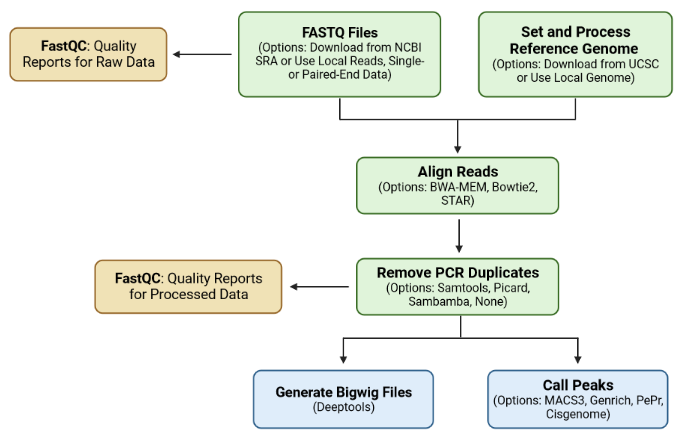 FastQC: Quality
Reports for Raw Data
FASTQ Files
(Options: Download from NCBI
SRA or Use Local Reads, Single-
or Paired-End Data)
Set and Process
Reference Genome
(Options: Download from UCSC
or Use Local Genome)
Align Reads
(Options: BWA-MEM, Bowtie2,
STAR)
FastQC: Quality Reports
for Processed Data
Remove PCR Duplicates
(Options: Samtools, Picard,
Sambamba, None)
Generate Bigwig Files
(Deeptools)
Call Peaks
(Options: MACS3, Genrich, PePr,
Cisgenome)